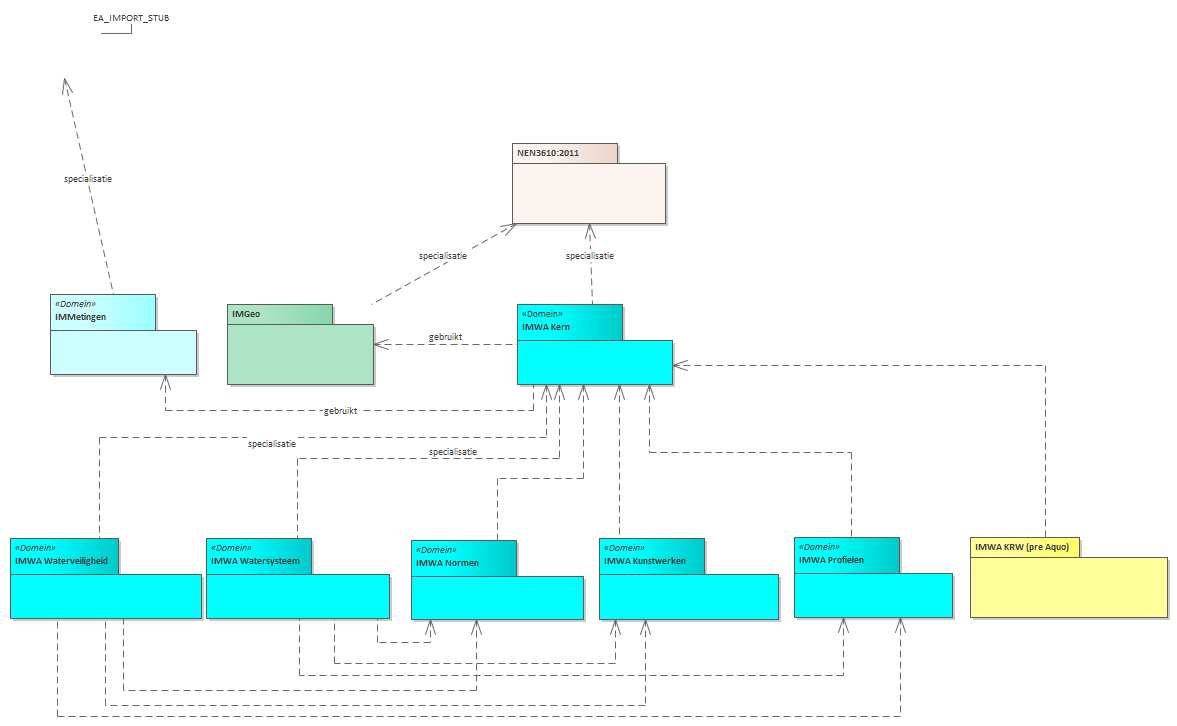 EA_IMPORT_STUB
specialisatie
NEN3610:2011
specialisatie
specialisatie
«Domein»
IMMetingen
IMGeo
«Domein»
IMWA Kern
gebruikt
gebruikt
specialisatie
specialisatie
«Domein»
IMWA Waterveiligheid
«Domein»
IMWA Watersysteem
«Domein»
IMWA Normen
«Domein»
IMWA Kunstwerken
«Domein»
IMWA Profielen
IMWA KRW (pre Aquo)